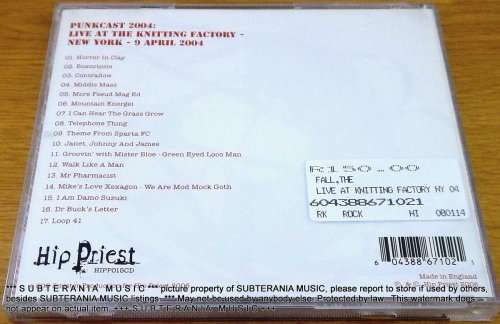 PUNKCAST 2004:
LIVE AT THE KNITTING FACTORY -
NEW YORK - 9 APRIL 2004
01. Horror in Clay
02. Bourgeois
03. Contraflow
04. Middle Mass
05. More Pseud Mag Ed
06. Mountain Energei
07. I Can Hear The Grass Grow
08. Telephone Thing
09. Theme From Sparta FC
10. Janet, Johnny And James
11. Groovin' with Mister Bloe - Green Eyed Loco Man
12. Walk Like A Man
13. Mr Pharmacist
14. Mike's Love Xexagon - We Are Mod Mock Goth
15. I Am Damo Suzuki
16. Dr Buck's Letter
17. Loop 41
R150.00
FALL,THE
LIVE AT KNITTING FACTORY NY 04
604388671021
RK ROCK HI 080114
Hip Priest
HIPP018CD
6 04388 67102
Made in England
*** S U B T E R A N I A M U S I C *** picture property of SUBTERANIA MUSIC, please report to store if used by others,
besides SUBTERANIA MUSIC listings. *** May not be used by anybody else. Protected by law. This watermark does
not appear on actual item. +++ S U B T E R A N I A M U S I C +++